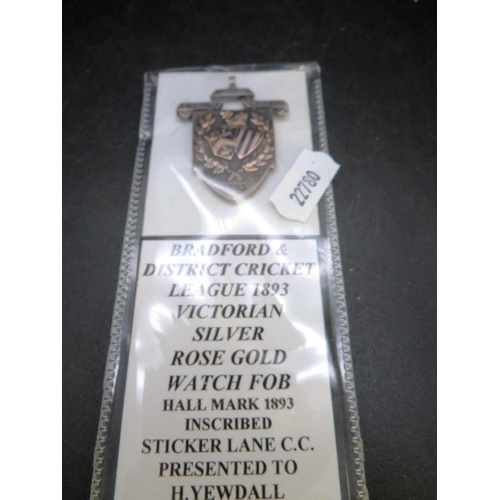 22780
BRADFORD &
DISTRICT CRICKET
LEAGUE 1893
VICTORIAN
SILVER
ROSE GOLD
WATCH FOB
HALL MARK 1893
INSCRIBED
STICKER LANE C.C.
PRESENTED TO
H.YEWDALL